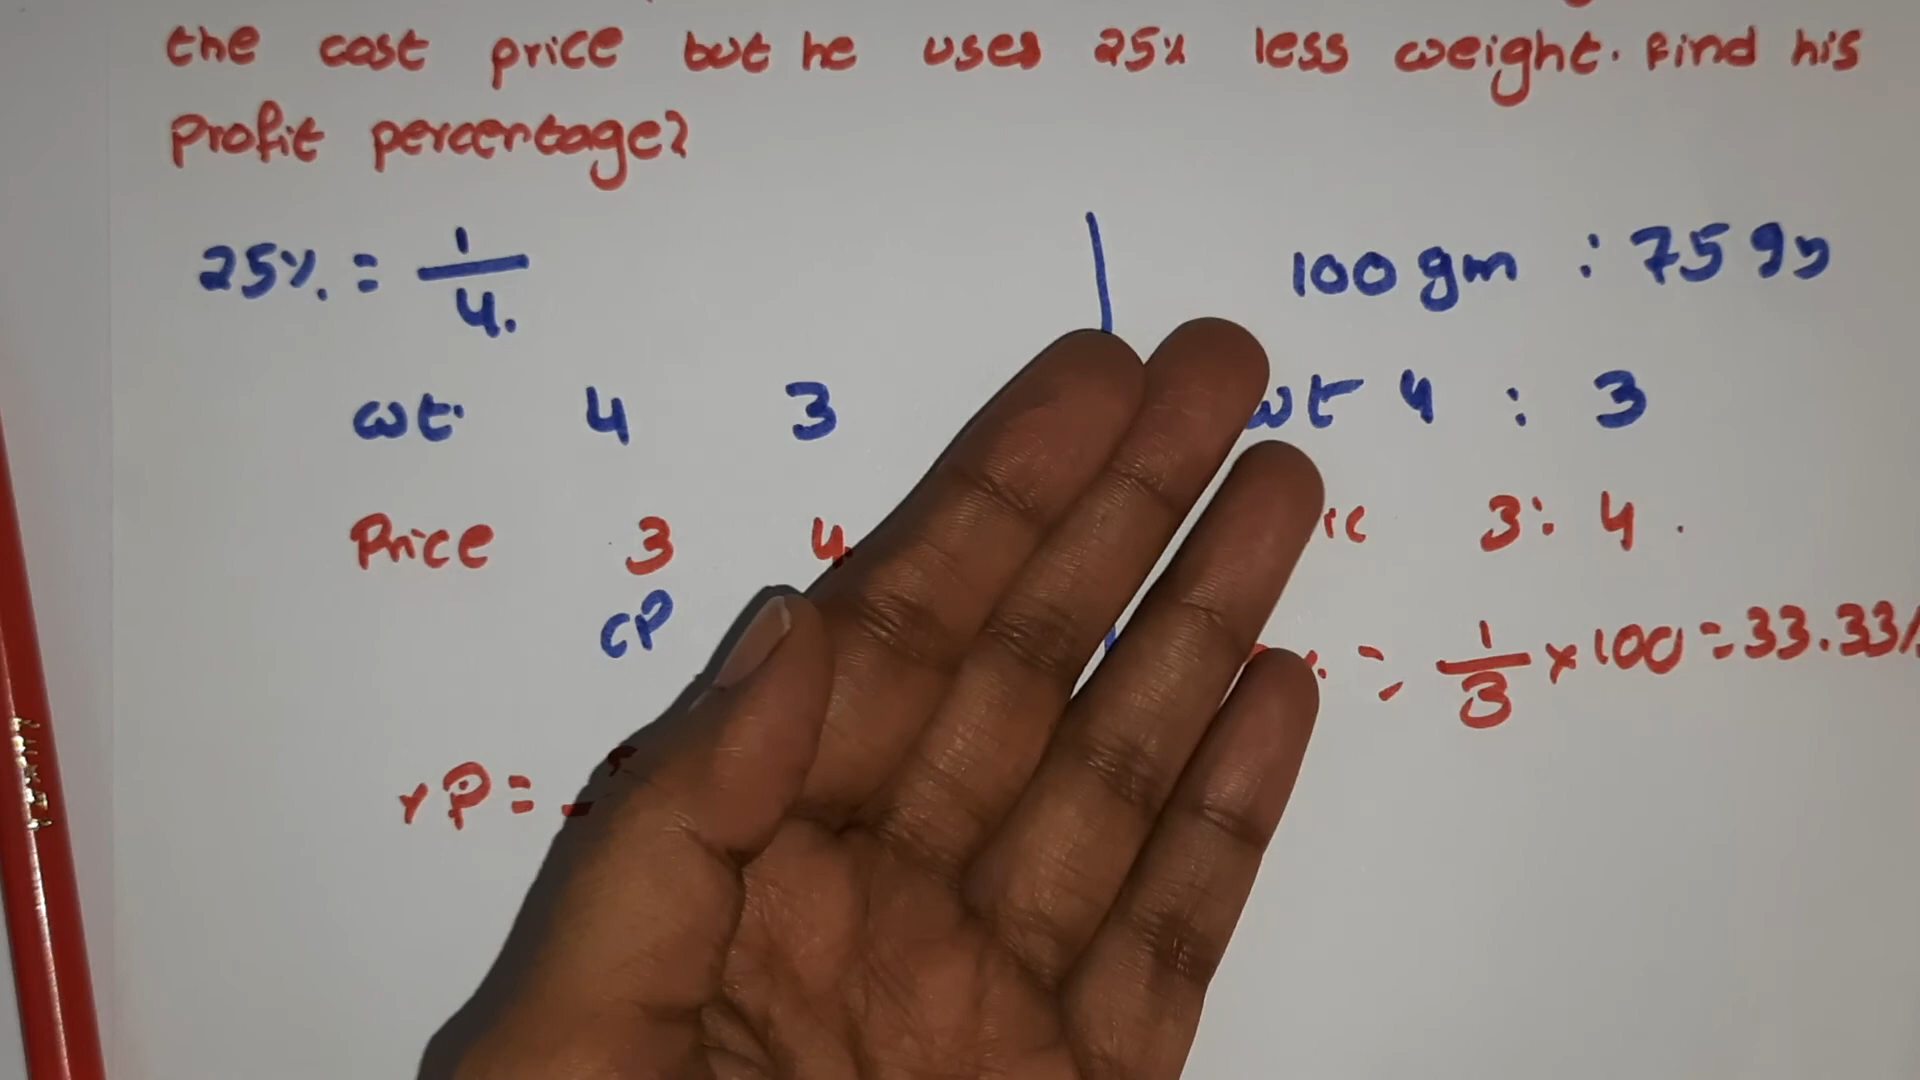 the cost price but he uses 25% less weight. Find his
Profit percentage?
25%. = 1/4.
100 gm : 75 gm
wt. 4 3
wt 4 : 3
Price 3 4.
3 : 4 .
CP
%. = 1/3 × 100 = 33.33%
P =